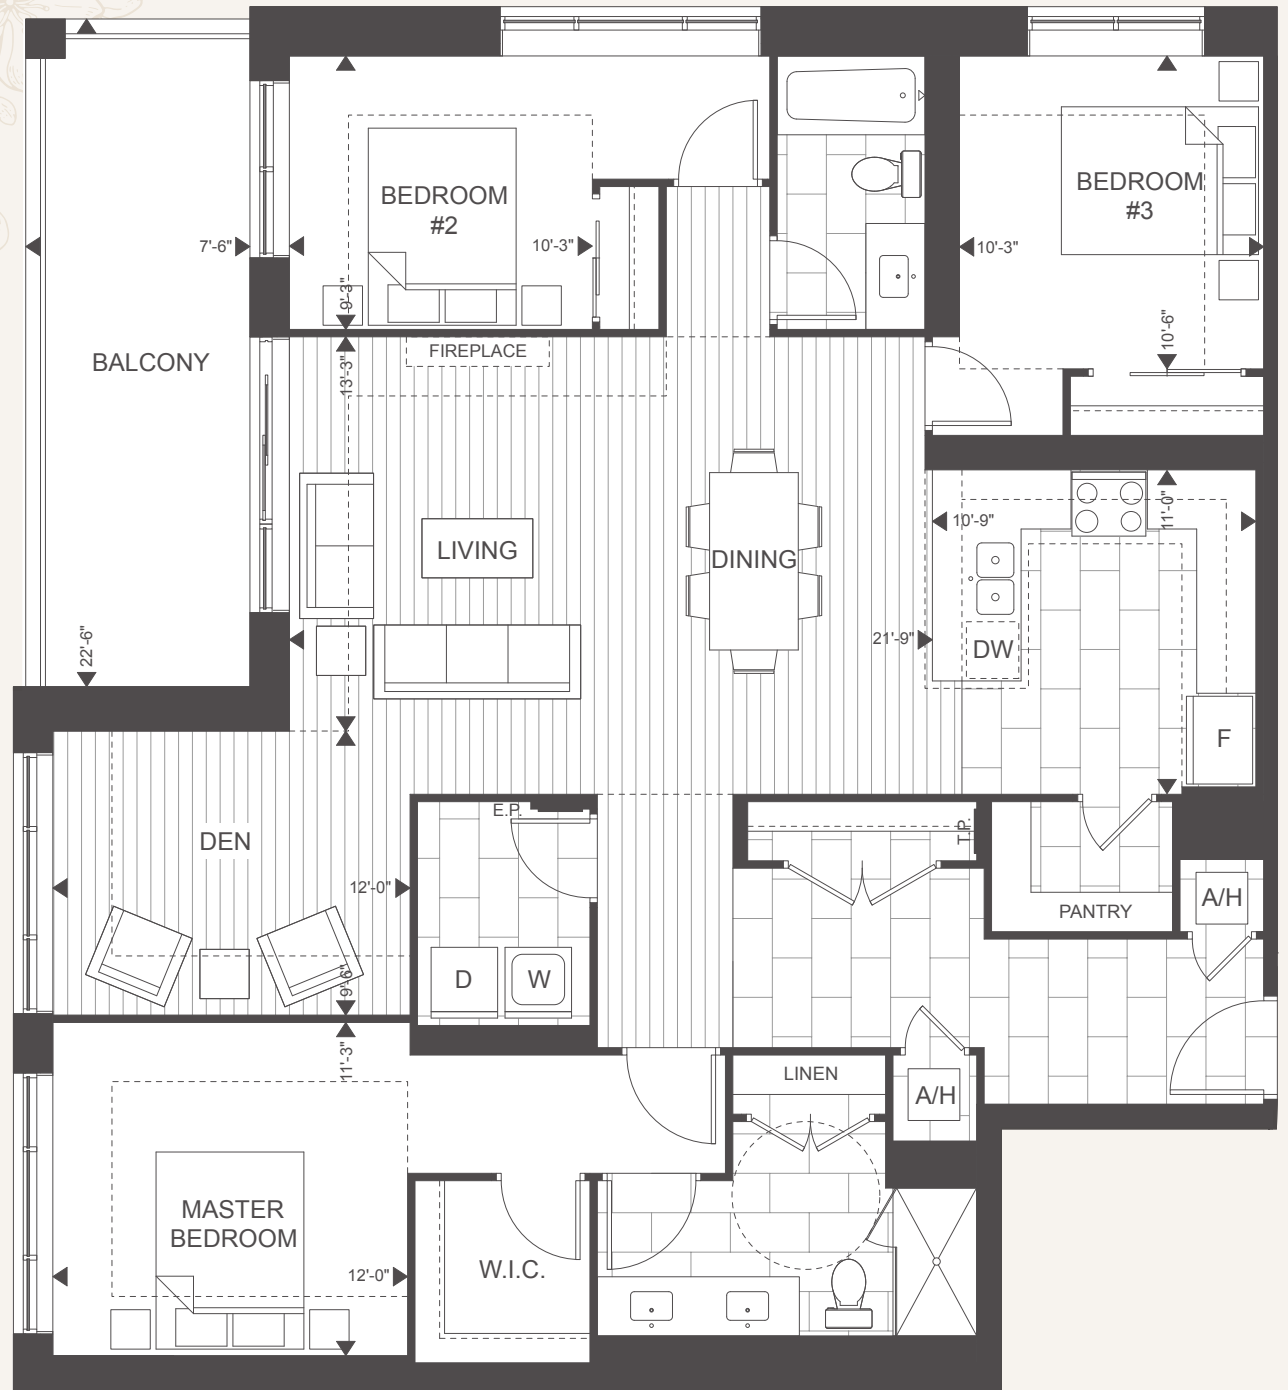 BEDROOM
#2
10'-3"
9'-3"
7'-6"
BALCONY
22'-6"
BEDROOM
#3
10'-3"
10'-6"
FIREPLACE
13'-3"
LIVING
DINING
21'-9"
10'-9"
11'-0"
DW
F
DEN
12'-0"
9'-6"
E.P.
D
W
T.P.
PANTRY
A/H
11'-3"
LINEN
A/H
MASTER
BEDROOM
12'-0"
W.I.C.